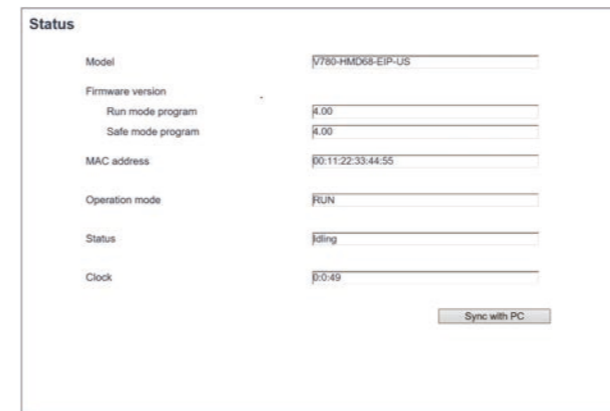 Status
Model V780-HMD68-EIP-US
Firmware version
Run mode program 4.00
Safe mode program 4.00
MAC address 00:11:22:33:44:55
Operation mode RUN
Status Idling
Clock 0:0:49
Sync with PC